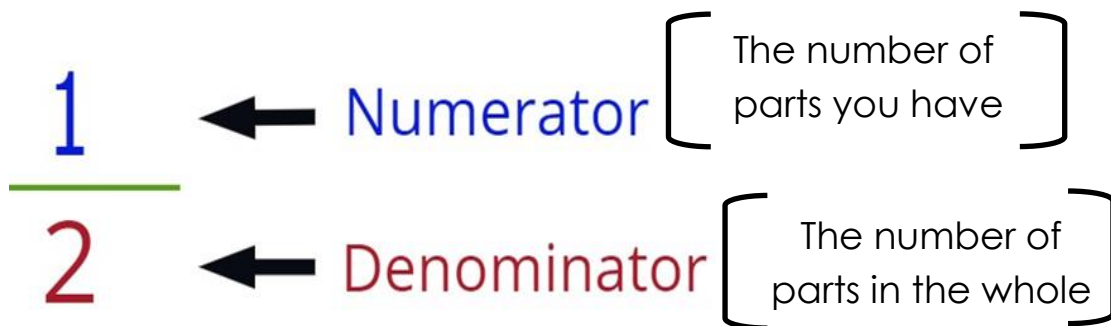 1
Numerator
The number of
parts you have
2
Denominator
The number of
parts in the whole